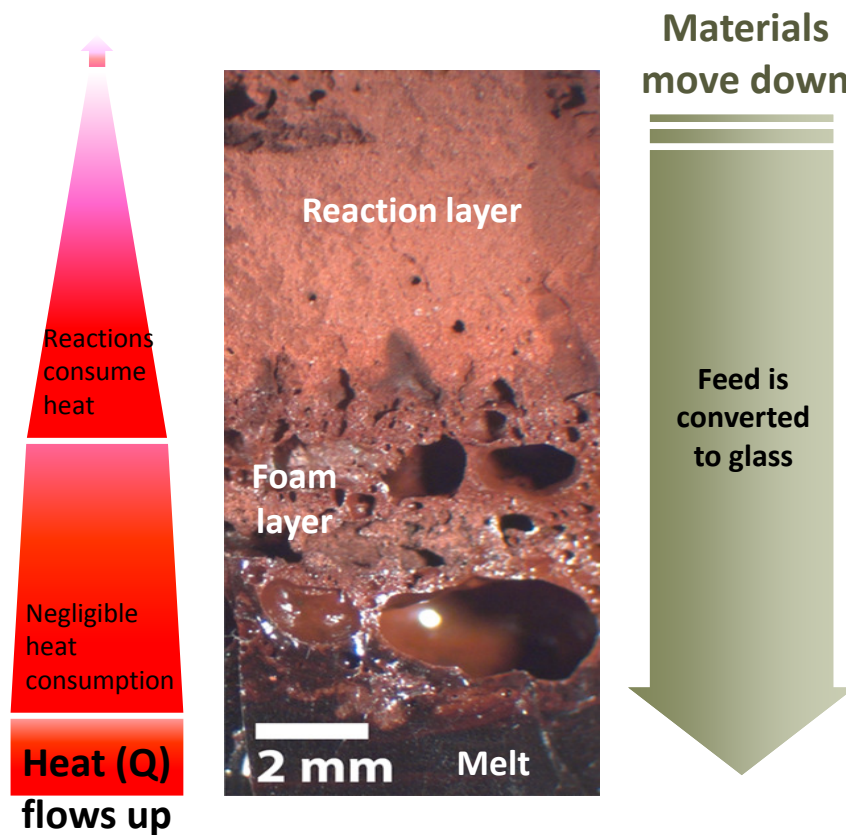 Materials
move down
Reaction layer
Reactions
consume
heat
Feed is
converted
to glass
Foam
layer
Negligible
heat
consumption
2 mm
Melt
Heat (Q)
flows up